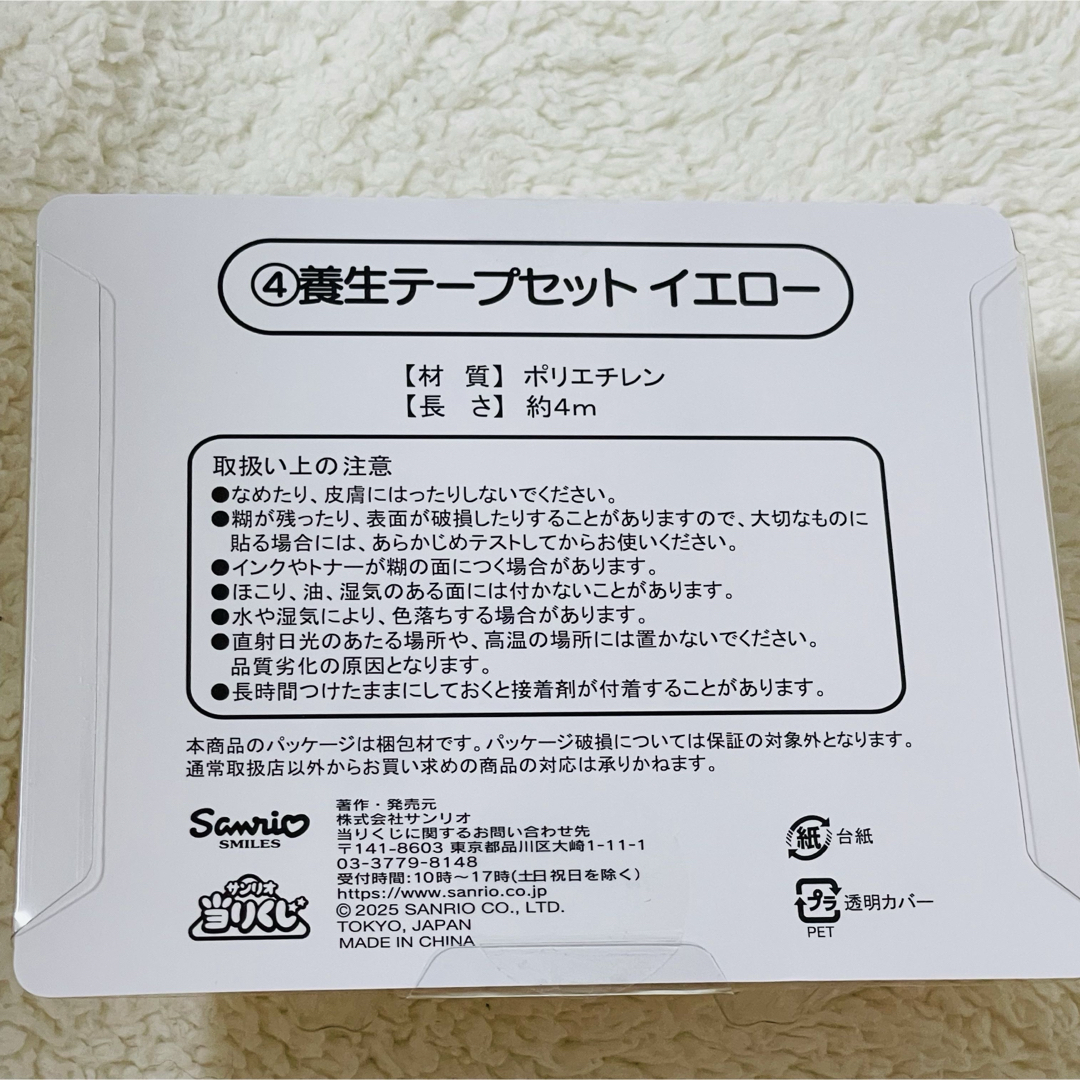 ④養生テープセット イエロー
【材 質】 ポリエチレン
【長 さ】 約4m
取扱い上の注意
●なめたり、皮膚にはったりしないでください。
●糊が残ったり、表面が破損したりすることがありますので、大切なものに
貼る場合には、あらかじめテストしてからお使いください。
●インクやトナーが糊の面につく場合があります。
●ほこり、油、湿気のある面には付かないことがあります。
●水や湿気により、色落ちする場合があります。
●直射日光のあたる場所や、高温の場所には置かないでください。
品質劣化の原因となります。
●長時間つけたままにしておくと接着剤が付着することがあります。
本商品のパッケージは梱包材です。パッケージ破損については保証の対象外となります。
通常取扱店以外からお買い求めの商品の対応は承りかねます。
Sanrio
SMILES
サンリオ
当りくじ
著作・発売元
株式会社サンリオ
当りくじに関するお問い合わせ先
〒141-8603 東京都品川区大崎1-11-1
03-3779-8148
受付時間:10時〜17時(土日祝日を除く)
https://www.sanrio.co.jp
© 2025 SANRIO CO., LTD.
TOKYO, JAPAN
MADE IN CHINA
紙 台紙
プラ 透明カバー
PET